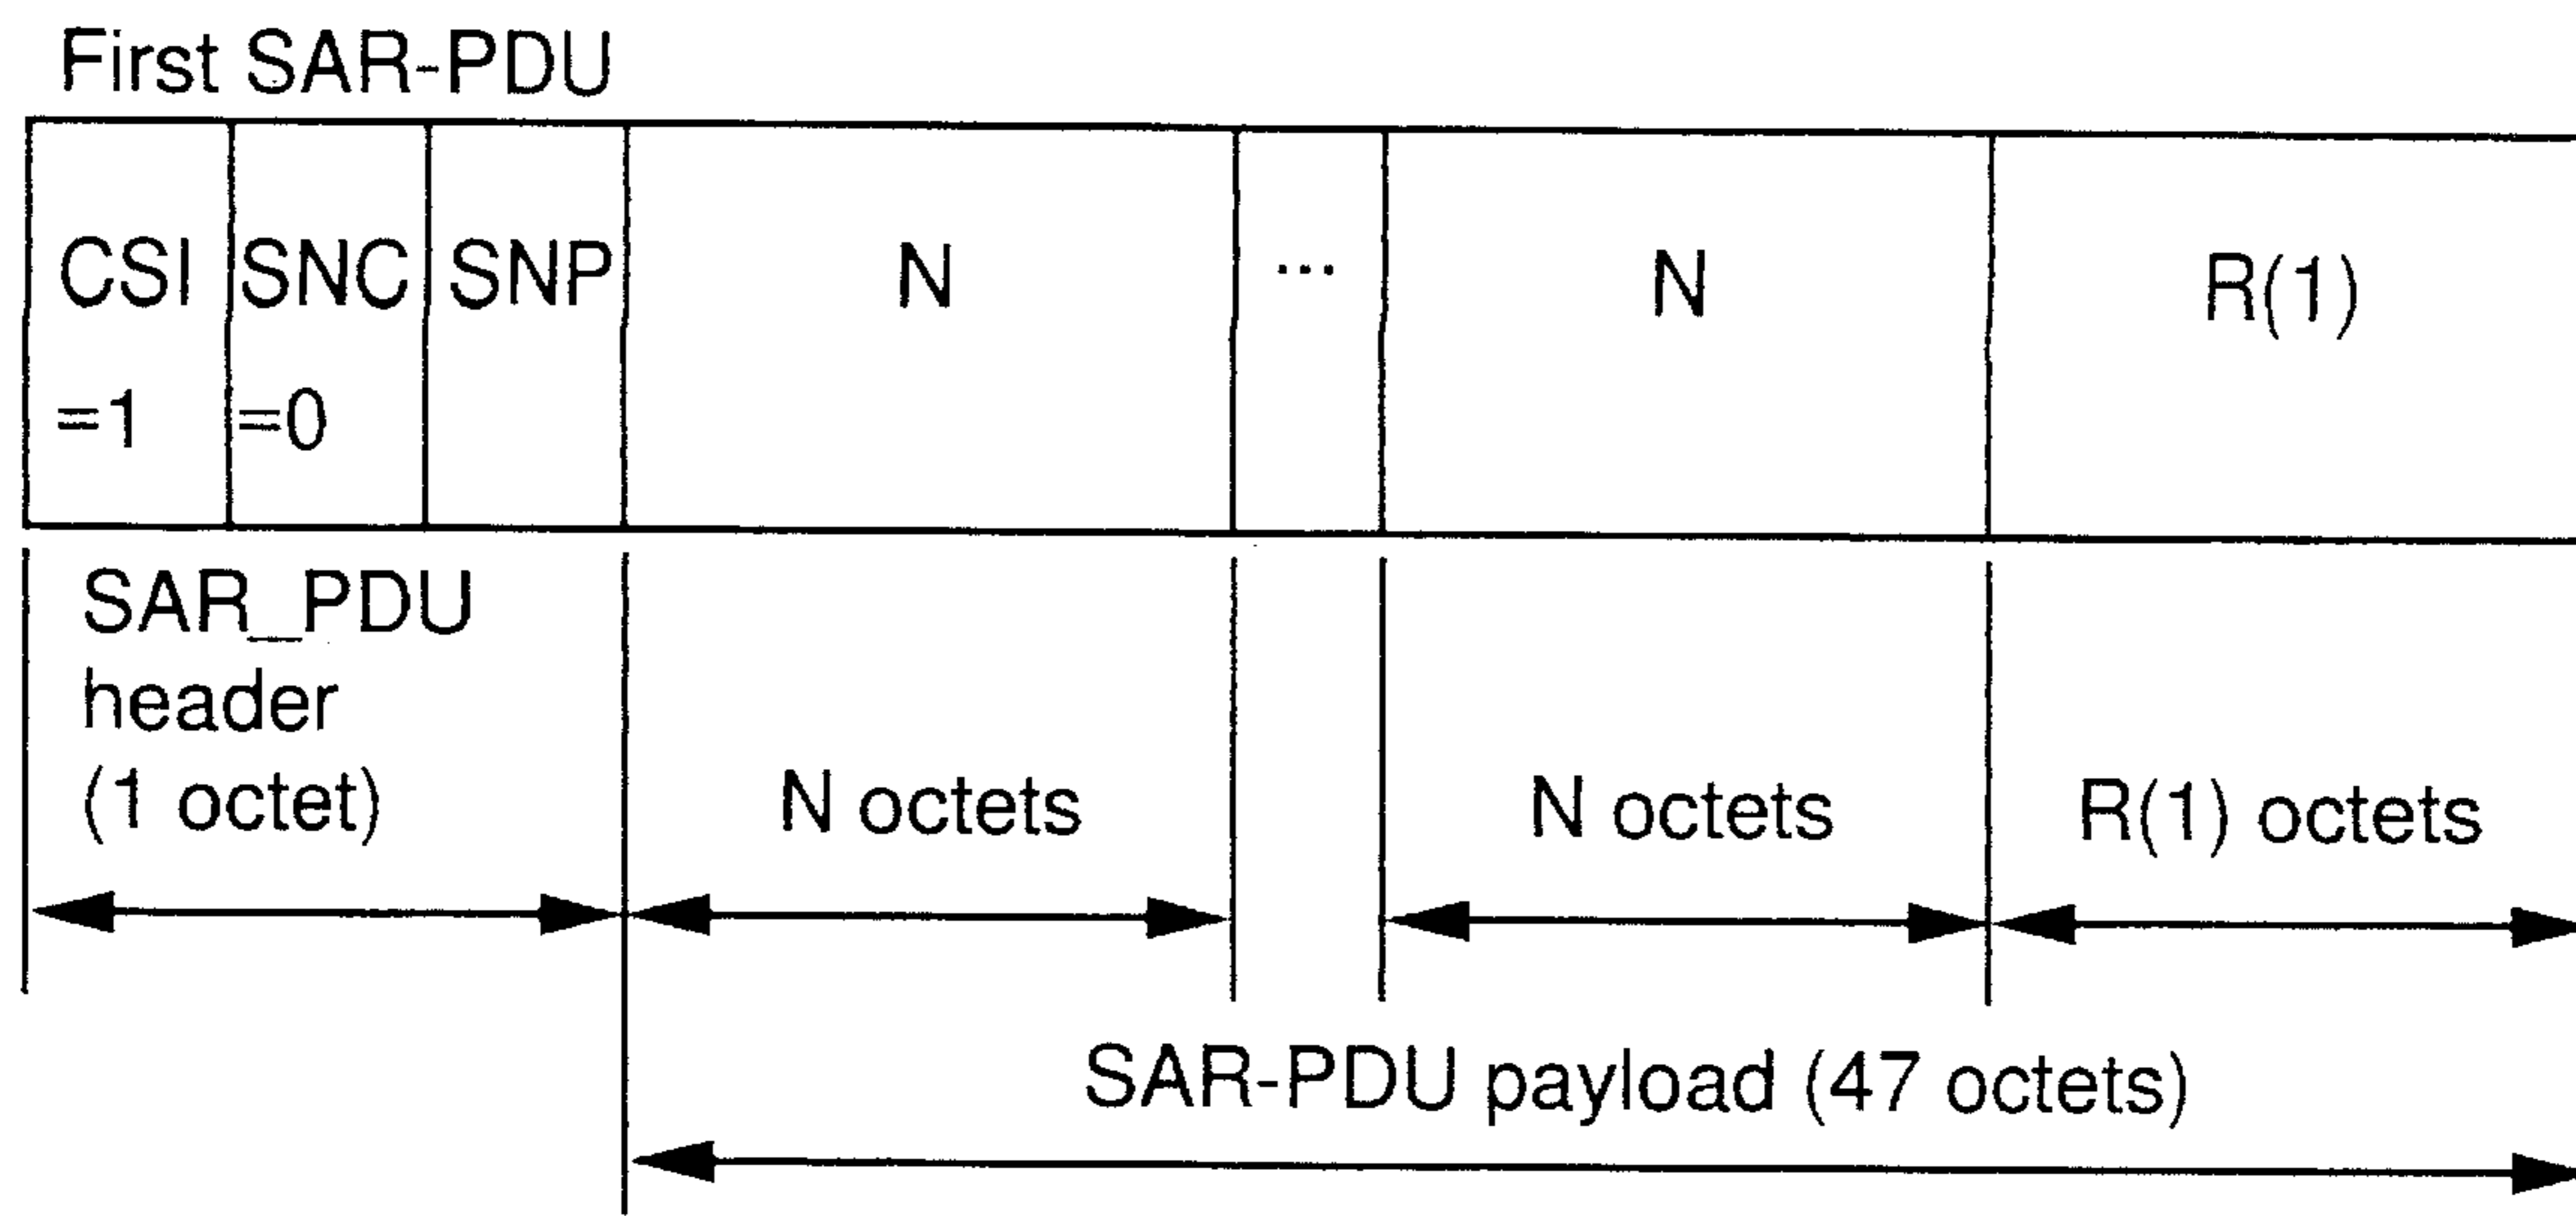 First SAR-PDU
CSI SNC SNP N ... N R(1)
=1 =0
SAR_PDU
header
(1 octet) N octets N octets R(1) octets
SAR-PDU payload (47 octets)